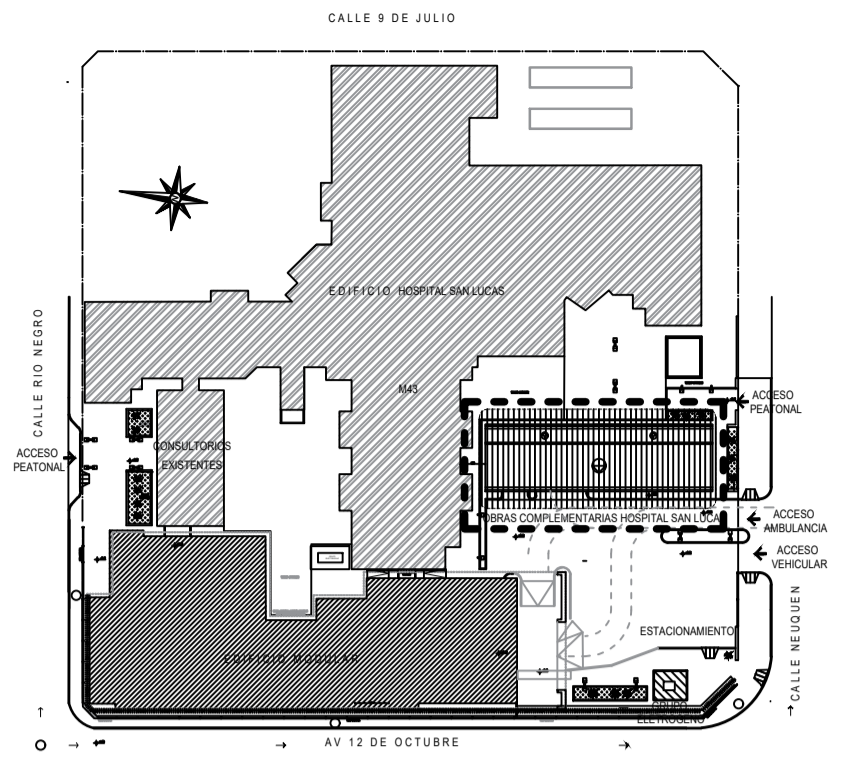 CALLE 9 DE JULIO
N
EDIFICIO HOSPITAL SAN LUCAS
CALLE RIO NEGRO
M43
ACCESO
PEATONAL
CONSULTORIOS
EXISTENTES
ACCESO
PEATONAL
OBRAS COMPLEMENTARIAS HOSPITAL SAN LUCA
ACCESO
AMBULANCIA
ACCESO
VEHICULAR
CALLE NEUQUEN
ESTACIONAMIENTO
EDIFICIO MODULAR
GRUPO
ELETROGENO
AV 12 DE OCTUBRE